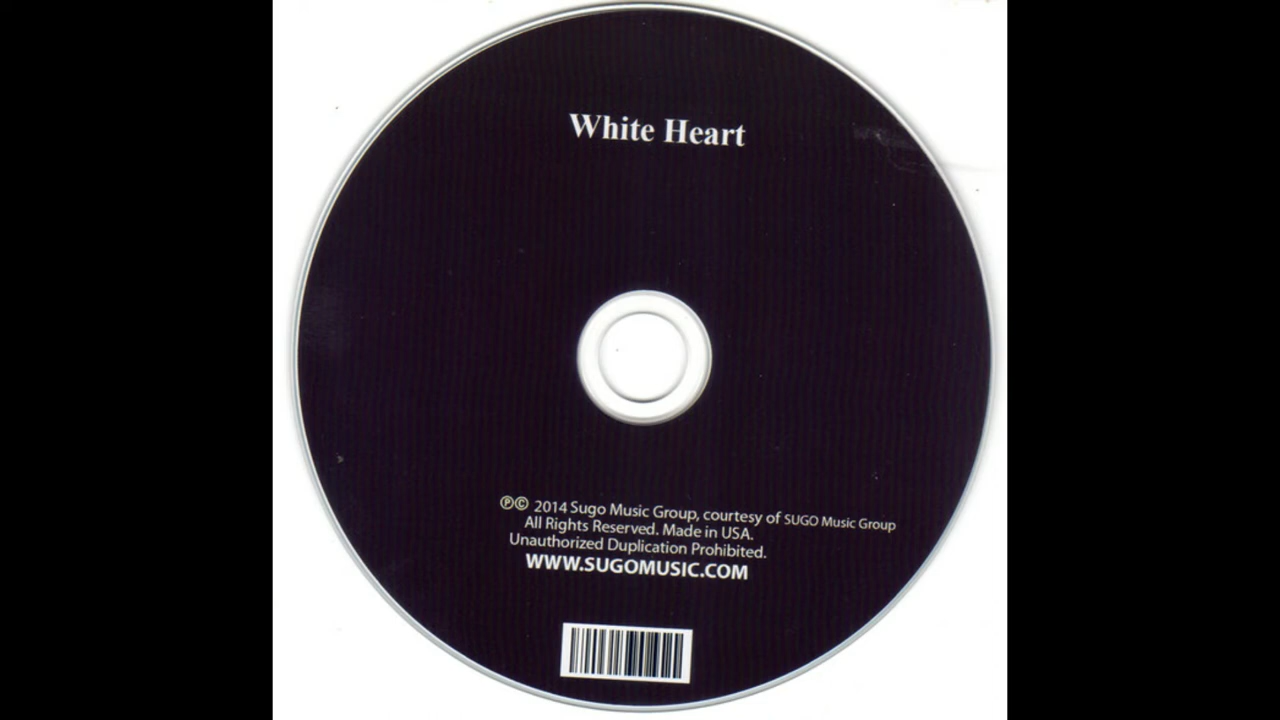 White Heart
℗© 2014 Sugo Music Group, courtesy of SUGO Music Group
All Rights Reserved. Made in USA.
Unauthorized Duplication Prohibited.
WWW.SUGOMUSIC.COM